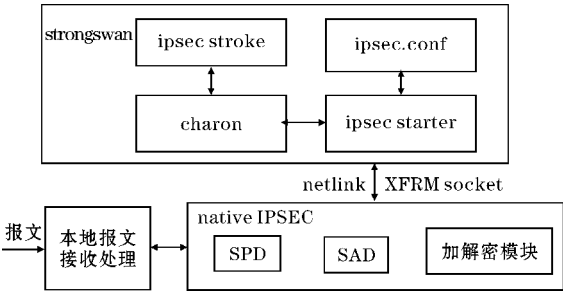 strongswan
ipsec stroke
ipsec.conf
charon
ipsec starter
netlink
XFRM socket
报文
本地报文
接收处理
native IPSEC
SPD
SAD
加解密模块